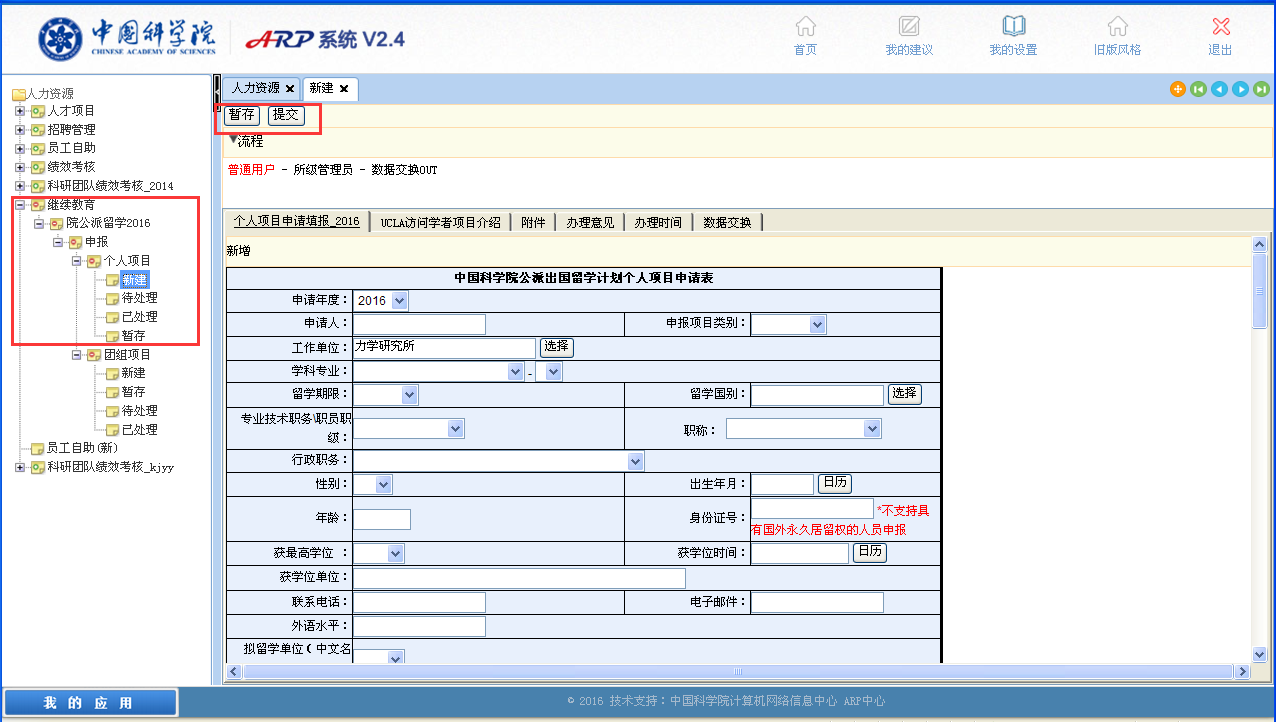 中国科学院
CHINESE ACADEMY OF SCIENCES
ARP 系统 V2.4
首页
我的建议
我的设置
旧版风格
退出
人力资源
人才项目
招聘管理
员工自助
绩效考核
科研团队绩效考核_2014
继续教育
院公派留学2016
申报
个人项目
新建
待处理
已处理
暂存
团组项目
新建
暂存
待处理
已处理
员工自助(新)
科研团队绩效考核_kjyy
人力资源
新建
暂存 提交
流程
普通用户 - 所级管理员 - 数据交换OUT
个人项目申请填报_2016 UCLA访问学者项目介绍 附件 办理意见 办理时间 数据交换
新增
中国科学院公派出国留学计划个人项目申请表
申请年度： 2016
申请人： 申报项目类别：
工作单位： 力学研究所 选择
学科专业： -
留学期限： 留学国别： 选择
专业技术职务\职员职
级： 职称：
行政职务：
性别： 出生年月： 日历
年龄： 身份证号： *不支持具
有国外永久居留权的人员申报
获最高学位 ： 获学位时间： 日历
获学位单位：
联系电话： 电子邮件：
外语水平：
拟留学单位（中文名
我 的 应 用
© 2016 技术支持：中国科学院计算机网络信息中心 ARP中心